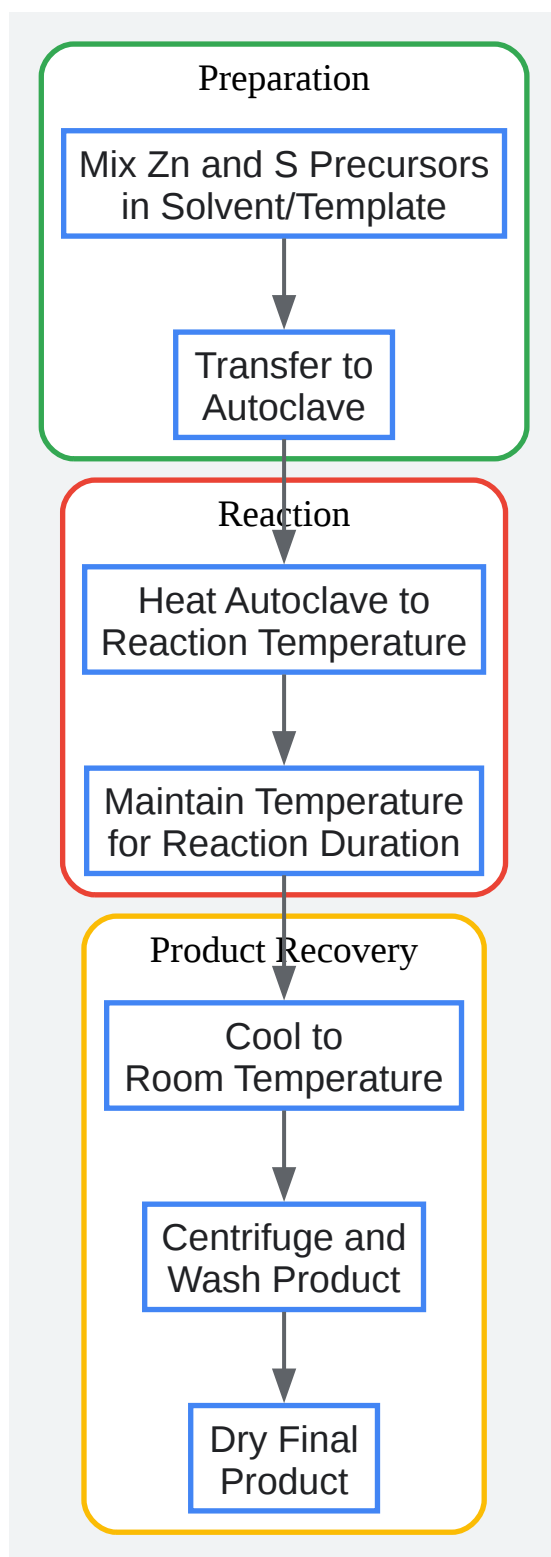 Preparation
Mix Zn and S Precursors
in Solvent/Template
Transfer to
Autoclave
Reaction
Heat Autoclave to
Reaction Temperature
Maintain Temperature
for Reaction Duration
Product Recovery
Cool to
Room Temperature
Centrifuge and
Wash Product
Dry Final
Product